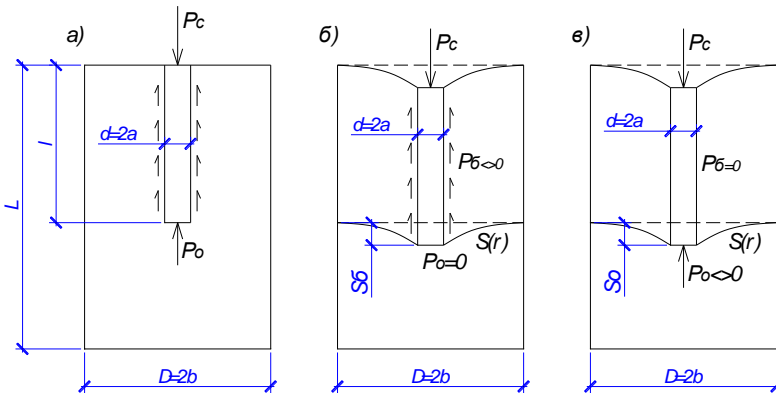 а)
Pc
d=2a
l
L
Po
D=2b
б)
Pc
d=2a
Pб<>0
Po=0
S(r)
Sб
D=2b
в)
Pc
d=2a
Pб=0
S(r)
So
Po<>0
D=2b